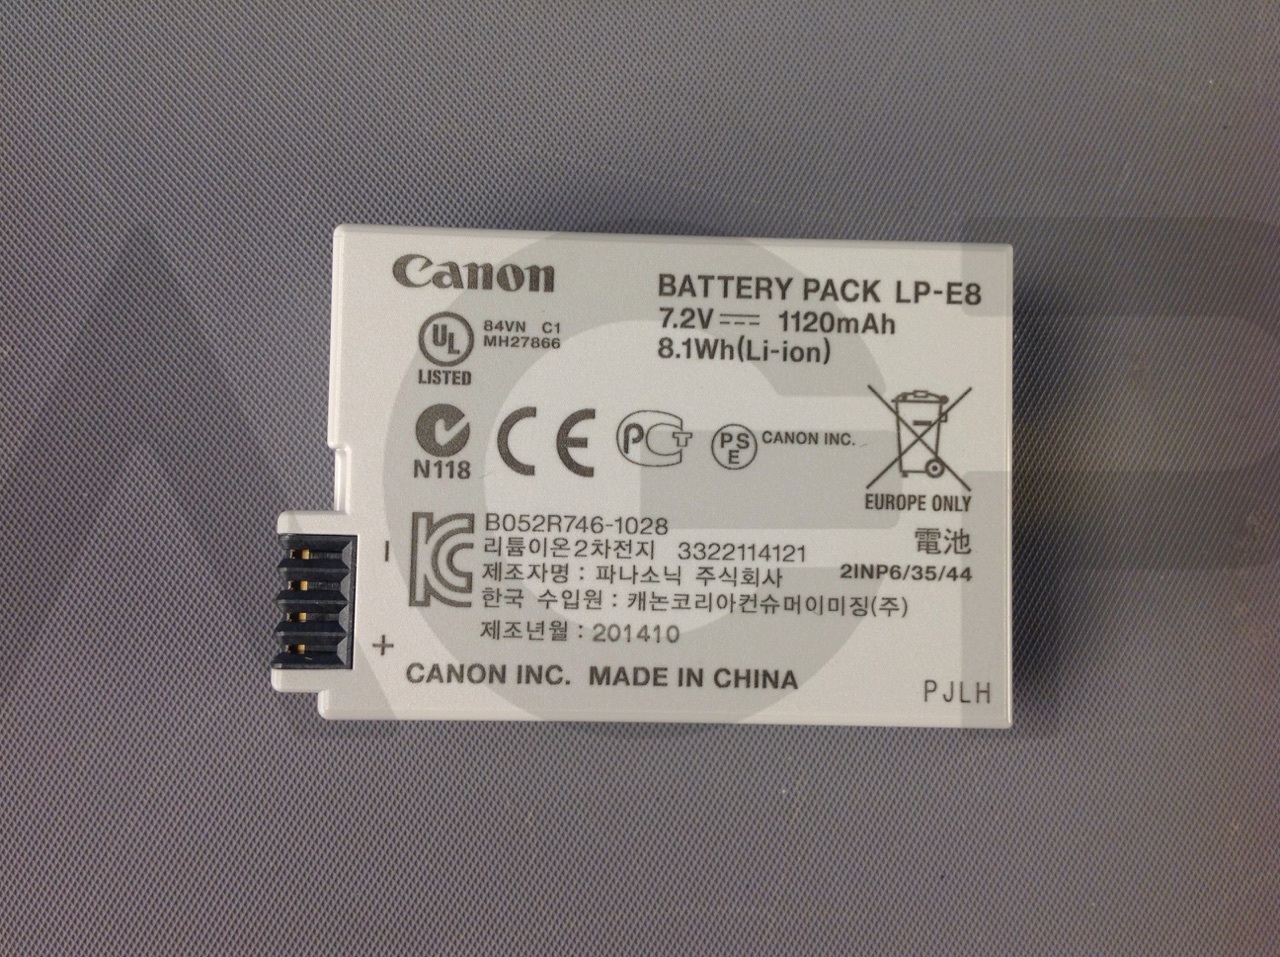 Canon
BATTERY PACK LP-E8
7.2V 1120mAh
8.1Wh(Li-ion)
UL
84VN C1
MH27866
LISTED
N118
CE
PCT
PSE
CANON INC.
EUROPE ONLY
B052R746-1028
리튬이온2차전지 3322114121
제조자명 : 파나소닉 주식회사
한국 수입원 : 캐논코리아컨슈머이미징(주)
제조년월 : 201410
電池
2INP6/35/44
-
+
CANON INC. MADE IN CHINA
PJLH